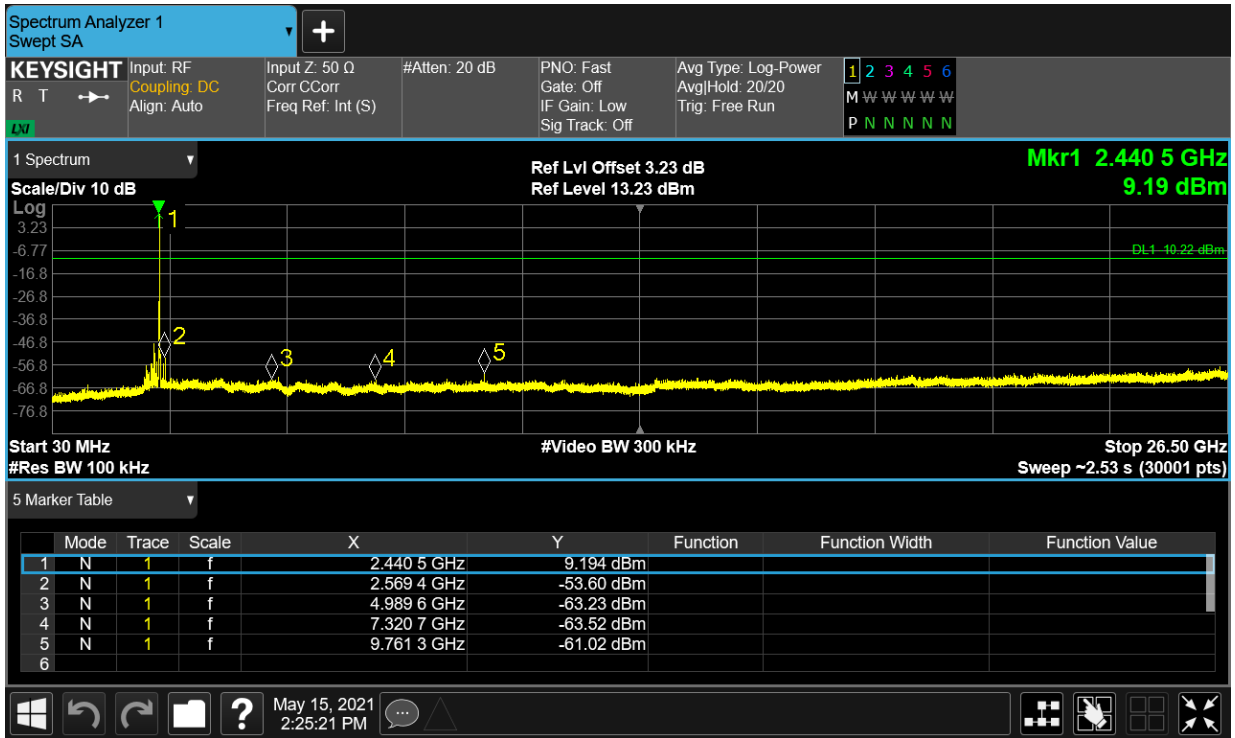 Spectrum Analyzer 1
Swept SA
KEYSIGHT
R T
LXI
Input: RF
Coupling: DC
Align: Auto
Input Z: 50 Ω
Corr CCorr
Freq Ref: Int (S)
#Atten: 20 dB
PNO: Fast
Gate: Off
IF Gain: Low
Sig Track: Off
Avg Type: Log-Power
Avg|Hold: 20/20
Trig: Free Run
1 2 3 4 5 6
M W W W W W
P N N N N N
1 Spectrum
Scale/Div 10 dB
Ref Lvl Offset 3.23 dB
Ref Level 13.23 dBm
Mkr1 2.440 5 GHz
9.19 dBm
Log
3.23
-6.77
-16.8
-26.8
-36.8
-46.8
-56.8
-66.8
-76.8
1
2
3
4
5
DL1 -10.22 dBm
Start 30 MHz
#Video BW 300 kHz
Stop 26.50 GHz
#Res BW 100 kHz
Sweep ~2.53 s (30001 pts)
5 Marker Table
Mode Trace Scale X Y Function Function Width Function Value
1 N 1 f 2.440 5 GHz 9.194 dBm
2 N 1 f 2.569 4 GHz -53.60 dBm
3 N 1 f 4.989 6 GHz -63.23 dBm
4 N 1 f 7.320 7 GHz -63.52 dBm
5 N 1 f 9.761 3 GHz -61.02 dBm
6
?
May 15, 2021
2:25:21 PM